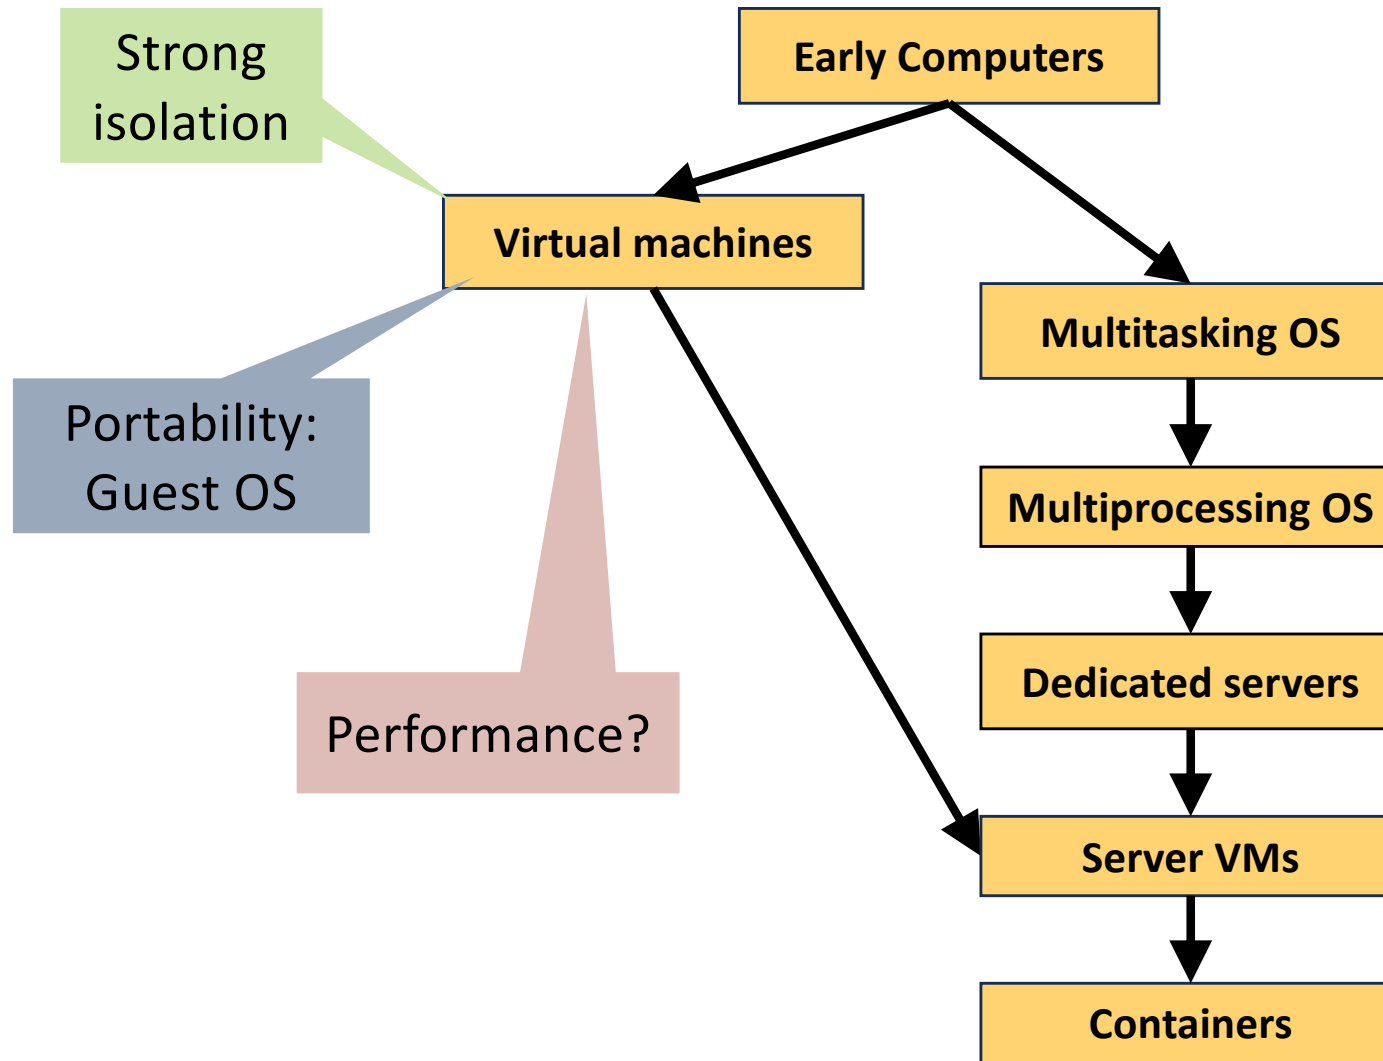 Strong
isolation
Early Computers
Virtual machines
Multitasking OS
Portability:
Guest OS
Multiprocessing OS
Dedicated servers
Performance?
Server VMs
Containers